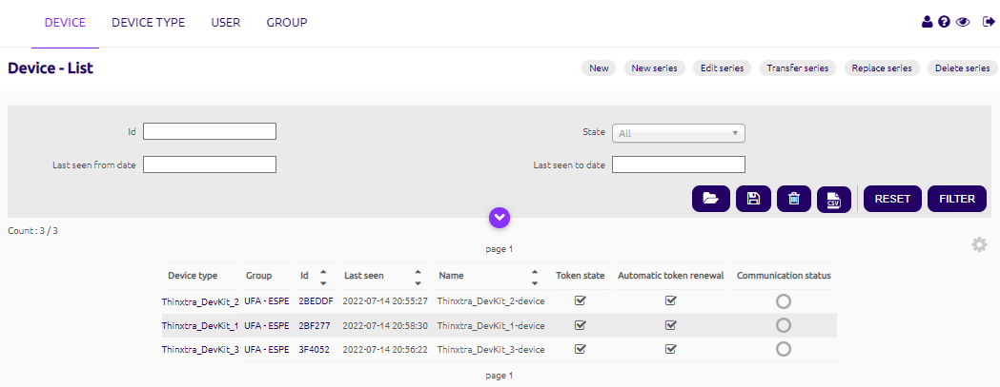 DEVICE DEVICE TYPE USER GROUP
Device - List New New series Edit series Transfer series Replace series Delete series
Id State All
Last seen from date Last seen to date
CSV RESET FILTER
Count : 3 / 3
page 1
Device type Group Id Last seen Name Token state Automatic token renewal Communication status
Thinxtra_DevKit_2 UFA - ESPE 2BEDDF 2022-07-14 20:55:27 Thinxtra_DevKit_2-device
Thinxtra_DevKit_1 UFA - ESPE 2BF277 2022-07-14 20:58:30 Thinxtra_DevKit_1-device
Thinxtra_DevKit_3 UFA - ESPE 3F4052 2022-07-14 20:56:22 Thinxtra_DevKit_3-device
page 1